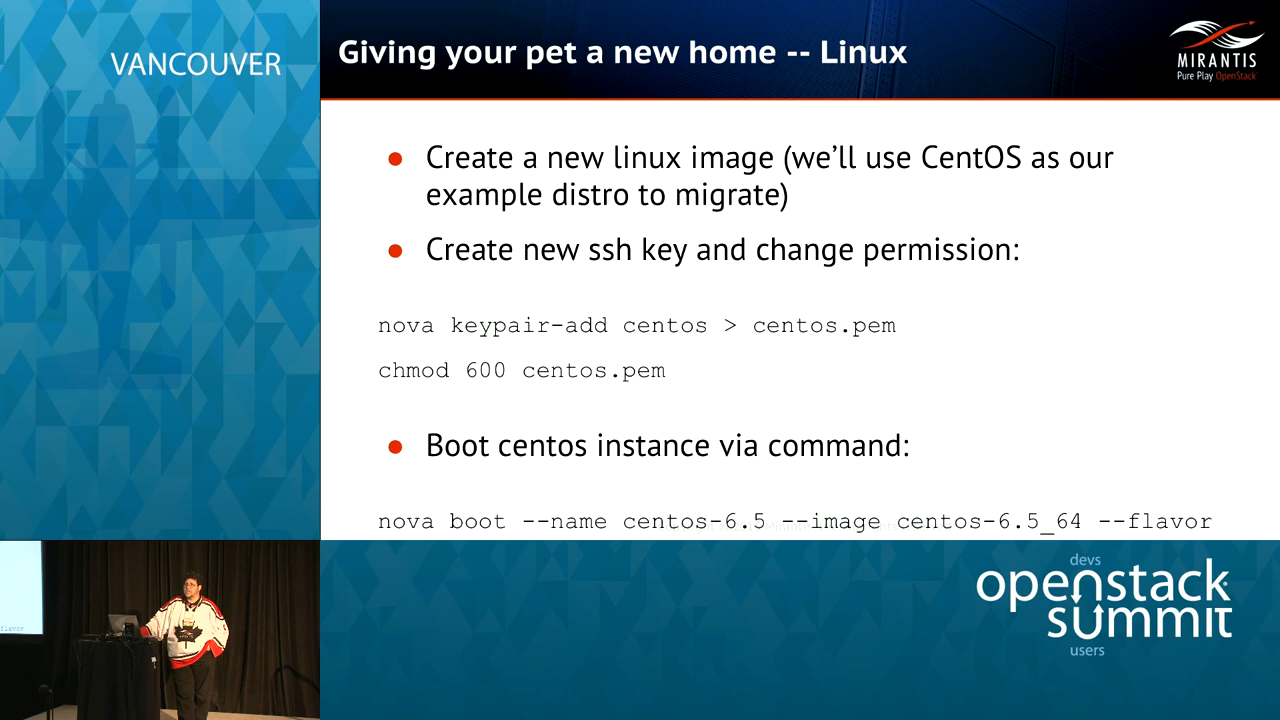 VANCOUVER
Giving your pet a new home -- Linux
MIRANTIS
Pure Play OpenStack
● Create a new linux image (we’ll use CentOS as our
example distro to migrate)
● Create new ssh key and change permission:
nova keypair-add centos > centos.pem
chmod 600 centos.pem
● Boot centos instance via command:
nova boot --name centos-6.5 --image centos-6.5_64 --flavor
flavor
devs
openstack
summit
users